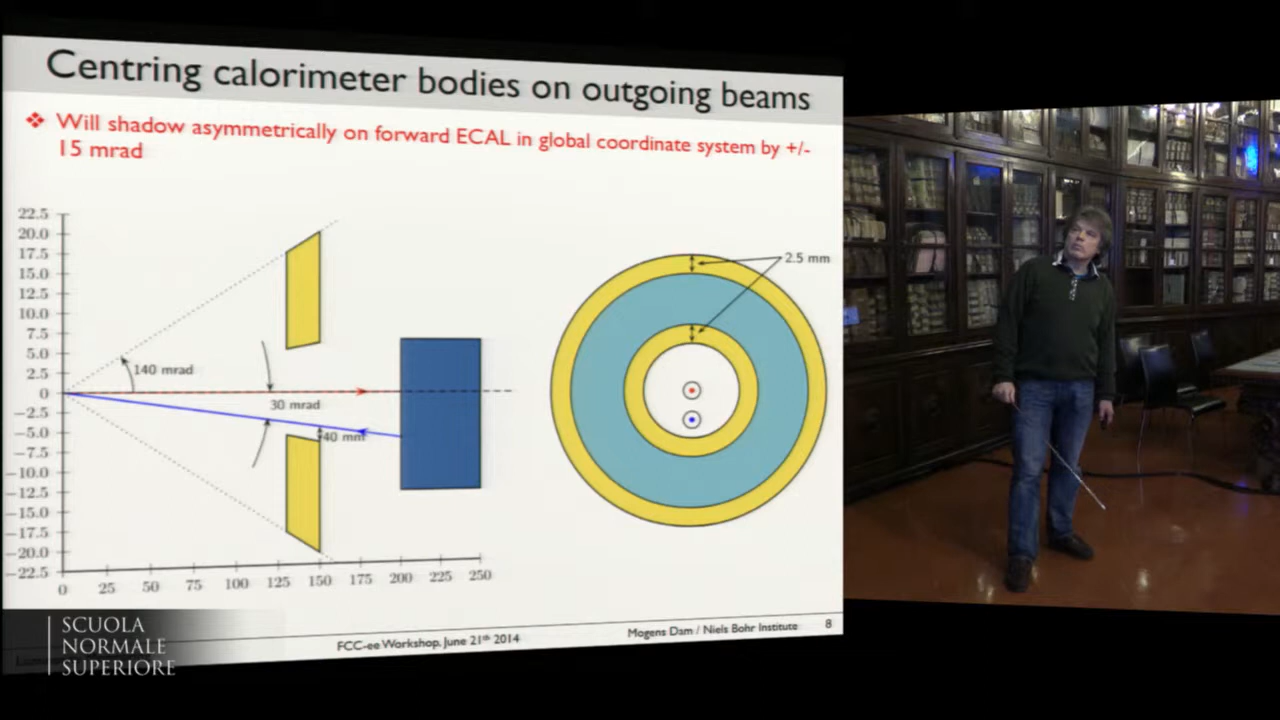 Centring calorimeter bodies on outgoing beams
❖ Will shadow asymmetrically on forward ECAL in global coordinate system by +/-
15 mrad
22.5
20.0
17.5
15.0
12.5
10.0
7.5
5.0
2.5
0
−2.5
−5.0
−7.5
−10.0
−12.5
−15.0
−17.5
−20.0
−22.5
140 mrad
30 mrad
40 mm
2.5 mm
0 25 50 75 100 125 150 175 200 225 250
SCUOLA
NORMALE
SUPERIORE
FCC-ee Workshop, June 21th 2014
Mogens Dam / Niels Bohr Institute
8